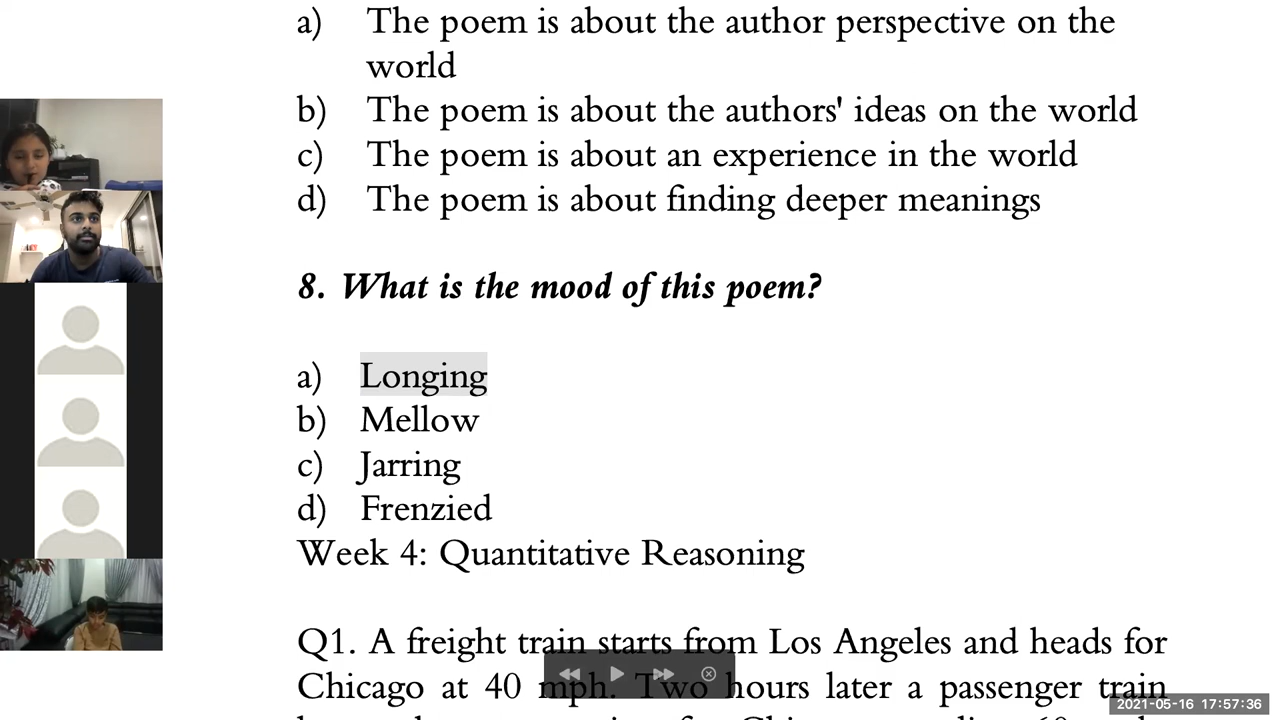 a) The poem is about the author perspective on the
world
b) The poem is about the authors' ideas on the world
c) The poem is about an experience in the world
d) The poem is about finding deeper meanings
8. What is the mood of this poem?
a) Longing
b) Mellow
c) Jarring
d) Frenzied
Week 4: Quantitative Reasoning
Q1. A freight train starts from Los Angeles and heads for
Chicago at 40 mph. Two hours later a passenger train
2021-05-16 17:57:36